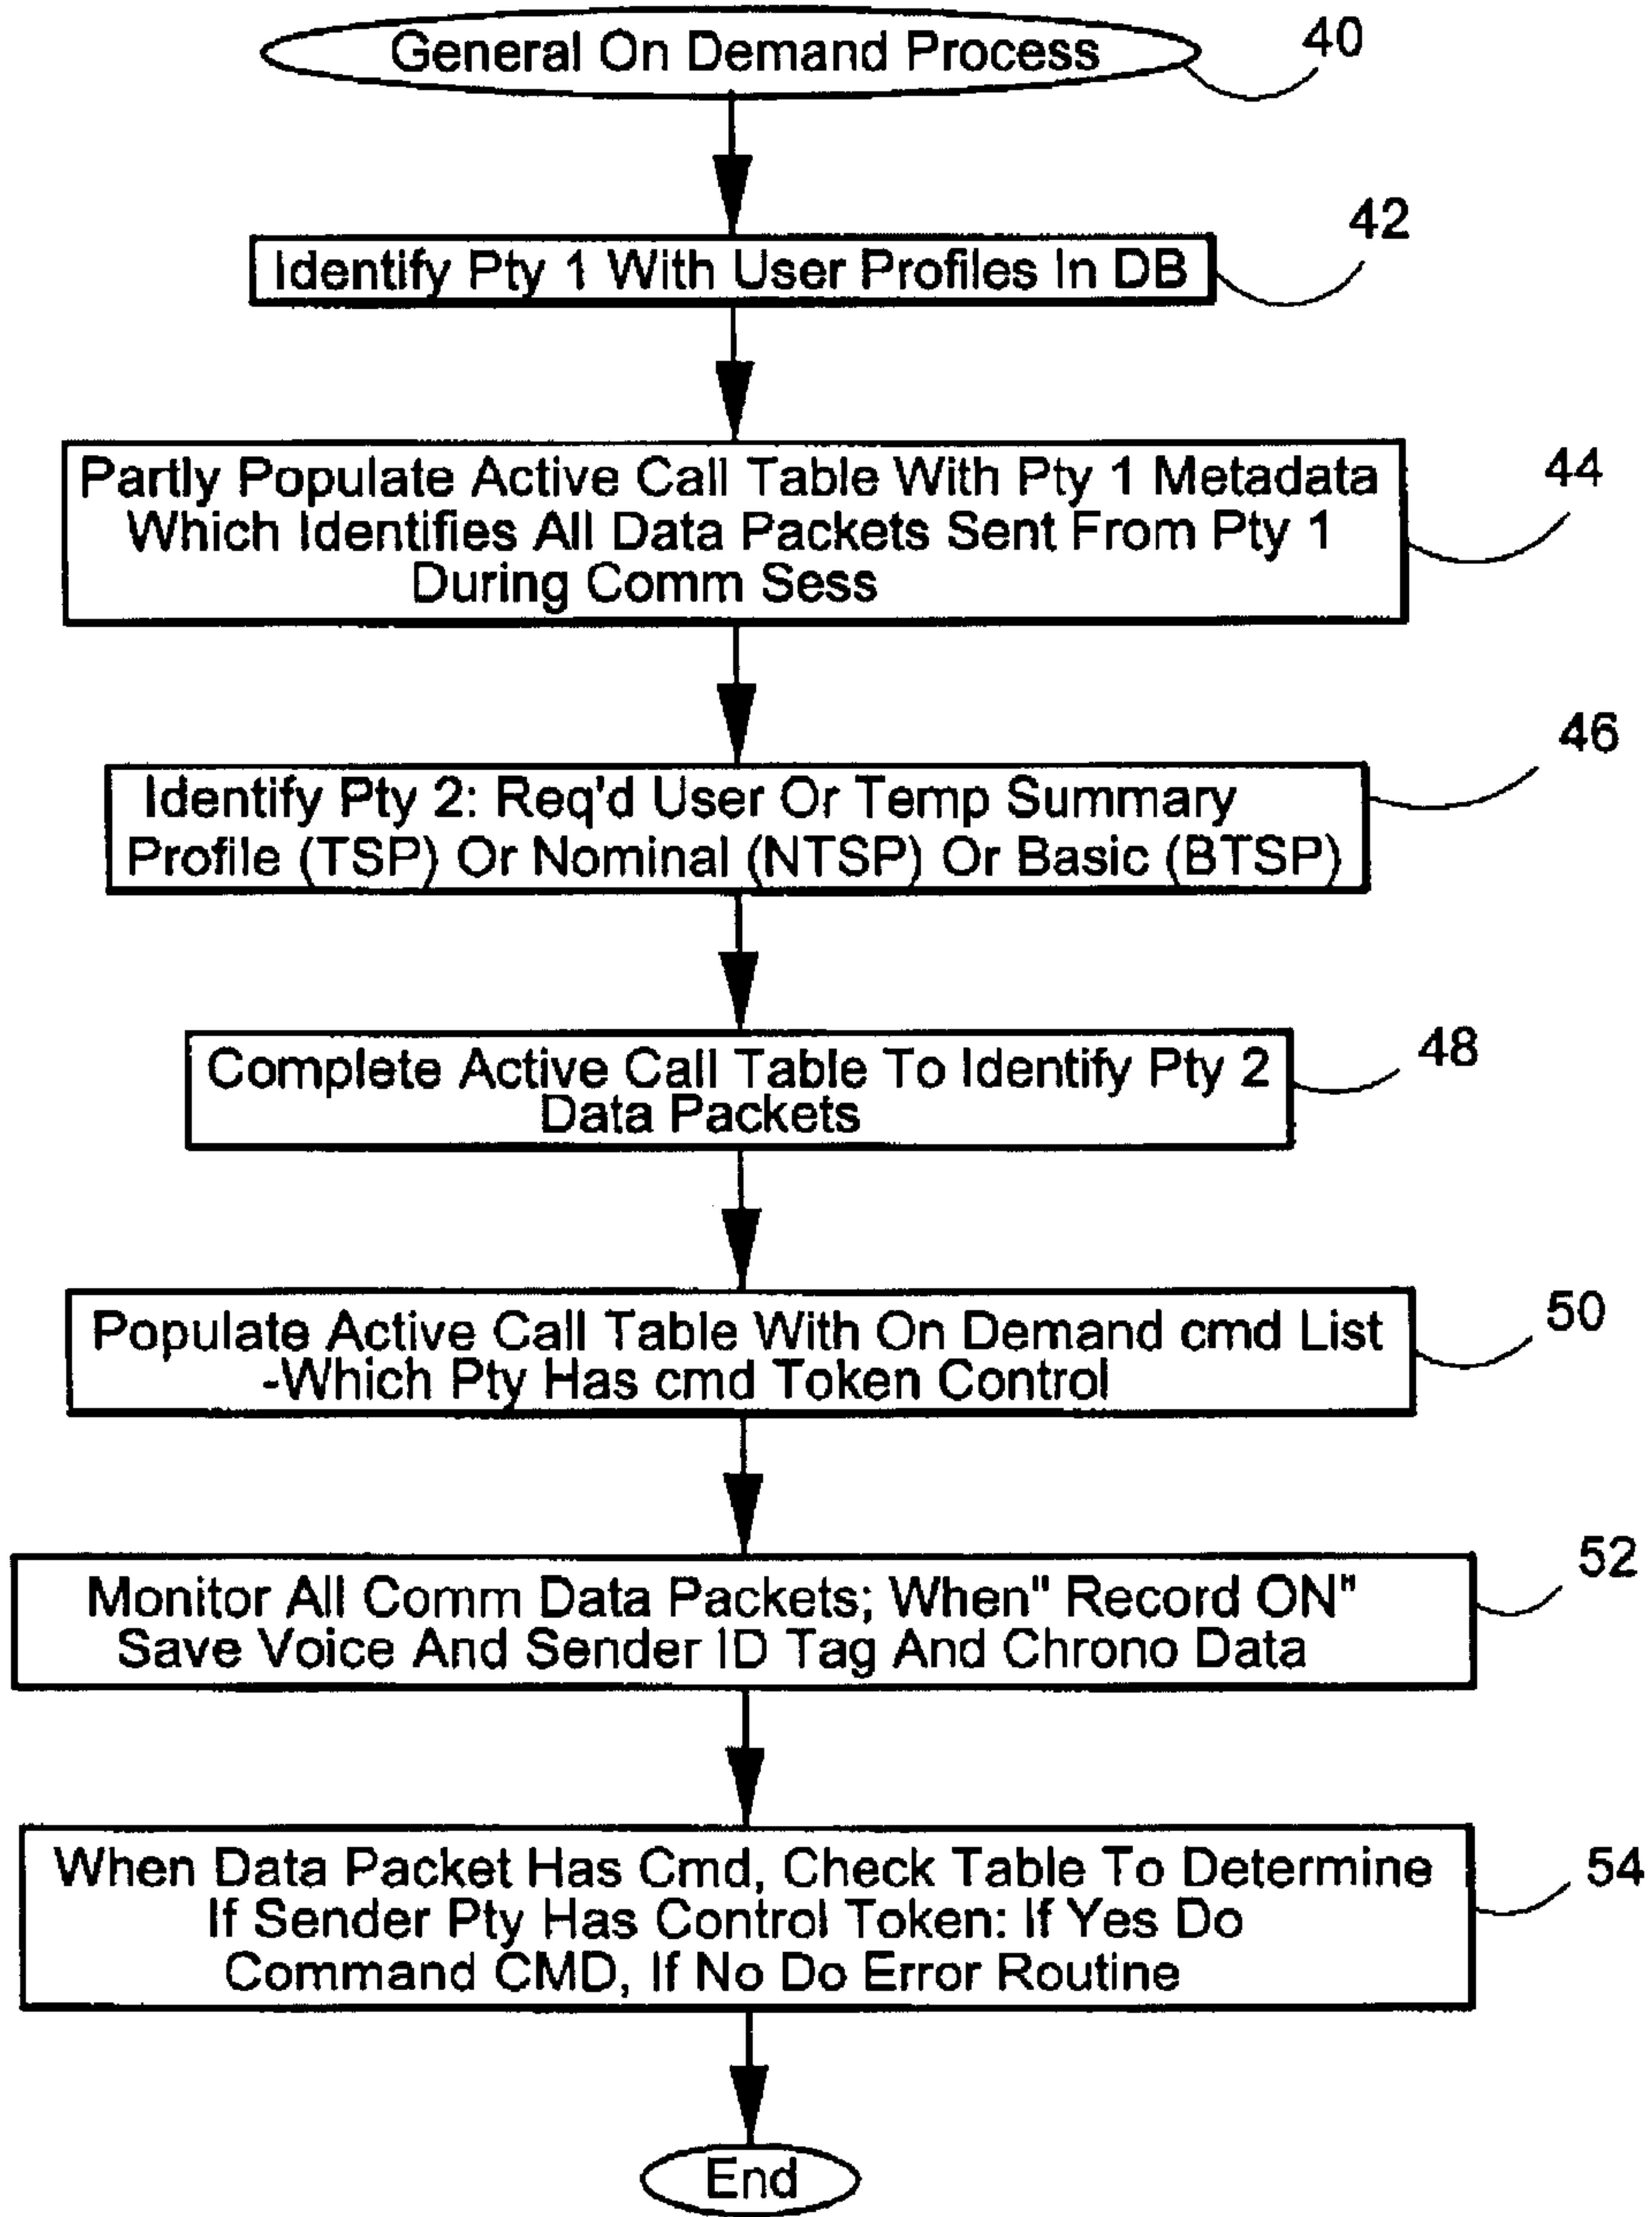 General On Demand Process
40
Identify Pty 1 With User Profiles In DB
42
Partly Populate Active Call Table With Pty 1 Metadata
Which Identifies All Data Packets Sent From Pty 1
During Comm Sess
44
Identify Pty 2: Req'd User Or Temp Summary
Profile (TSP) Or Nominal (NTSP) Or Basic (BTSP)
46
Complete Active Call Table To Identify Pty 2
Data Packets
48
Populate Active Call Table With On Demand cmd List
-Which Pty Has cmd Token Control
50
Monitor All Comm Data Packets; When" Record ON"
Save Voice And Sender ID Tag And Chrono Data
52
When Data Packet Has Cmd, Check Table To Determine
If Sender Pty Has Control Token: If Yes Do
Command CMD, If No Do Error Routine
54
End